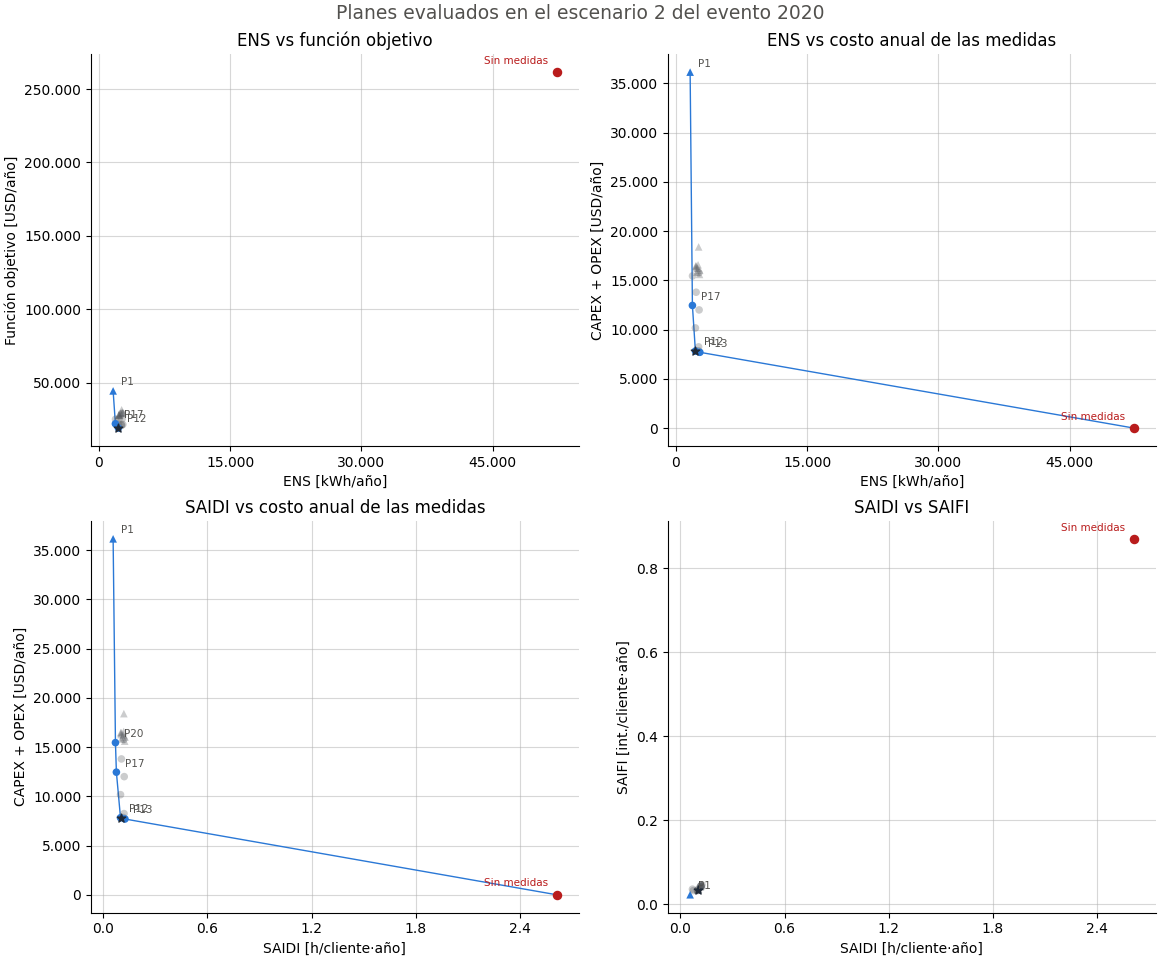 Planes evaluados en el escenario 2 del evento 2020
ENS vs función objetivo
Función objetivo [USD/año]
250.000
200.000
150.000
100.000
50.000
Sin medidas
P1
P17
P12
0
15.000
30.000
45.000
ENS [kWh/año]
ENS vs costo anual de las medidas
CAPEX + OPEX [USD/año]
35.000
30.000
25.000
20.000
15.000
10.000
5.000
0
P1
P17
P12
P13
Sin medidas
0
15.000
30.000
45.000
ENS [kWh/año]
SAIDI vs costo anual de las medidas
CAPEX + OPEX [USD/año]
35.000
30.000
25.000
20.000
15.000
10.000
5.000
0
P1
P20
P17
P12
P13
Sin medidas
0.0
0.6
1.2
1.8
2.4
SAIDI [h/cliente·año]
SAIDI vs SAIFI
SAIFI [int./cliente·año]
0.8
0.6
0.4
0.2
0.0
Sin medidas
P1
0.0
0.6
1.2
1.8
2.4
SAIDI [h/cliente·año]